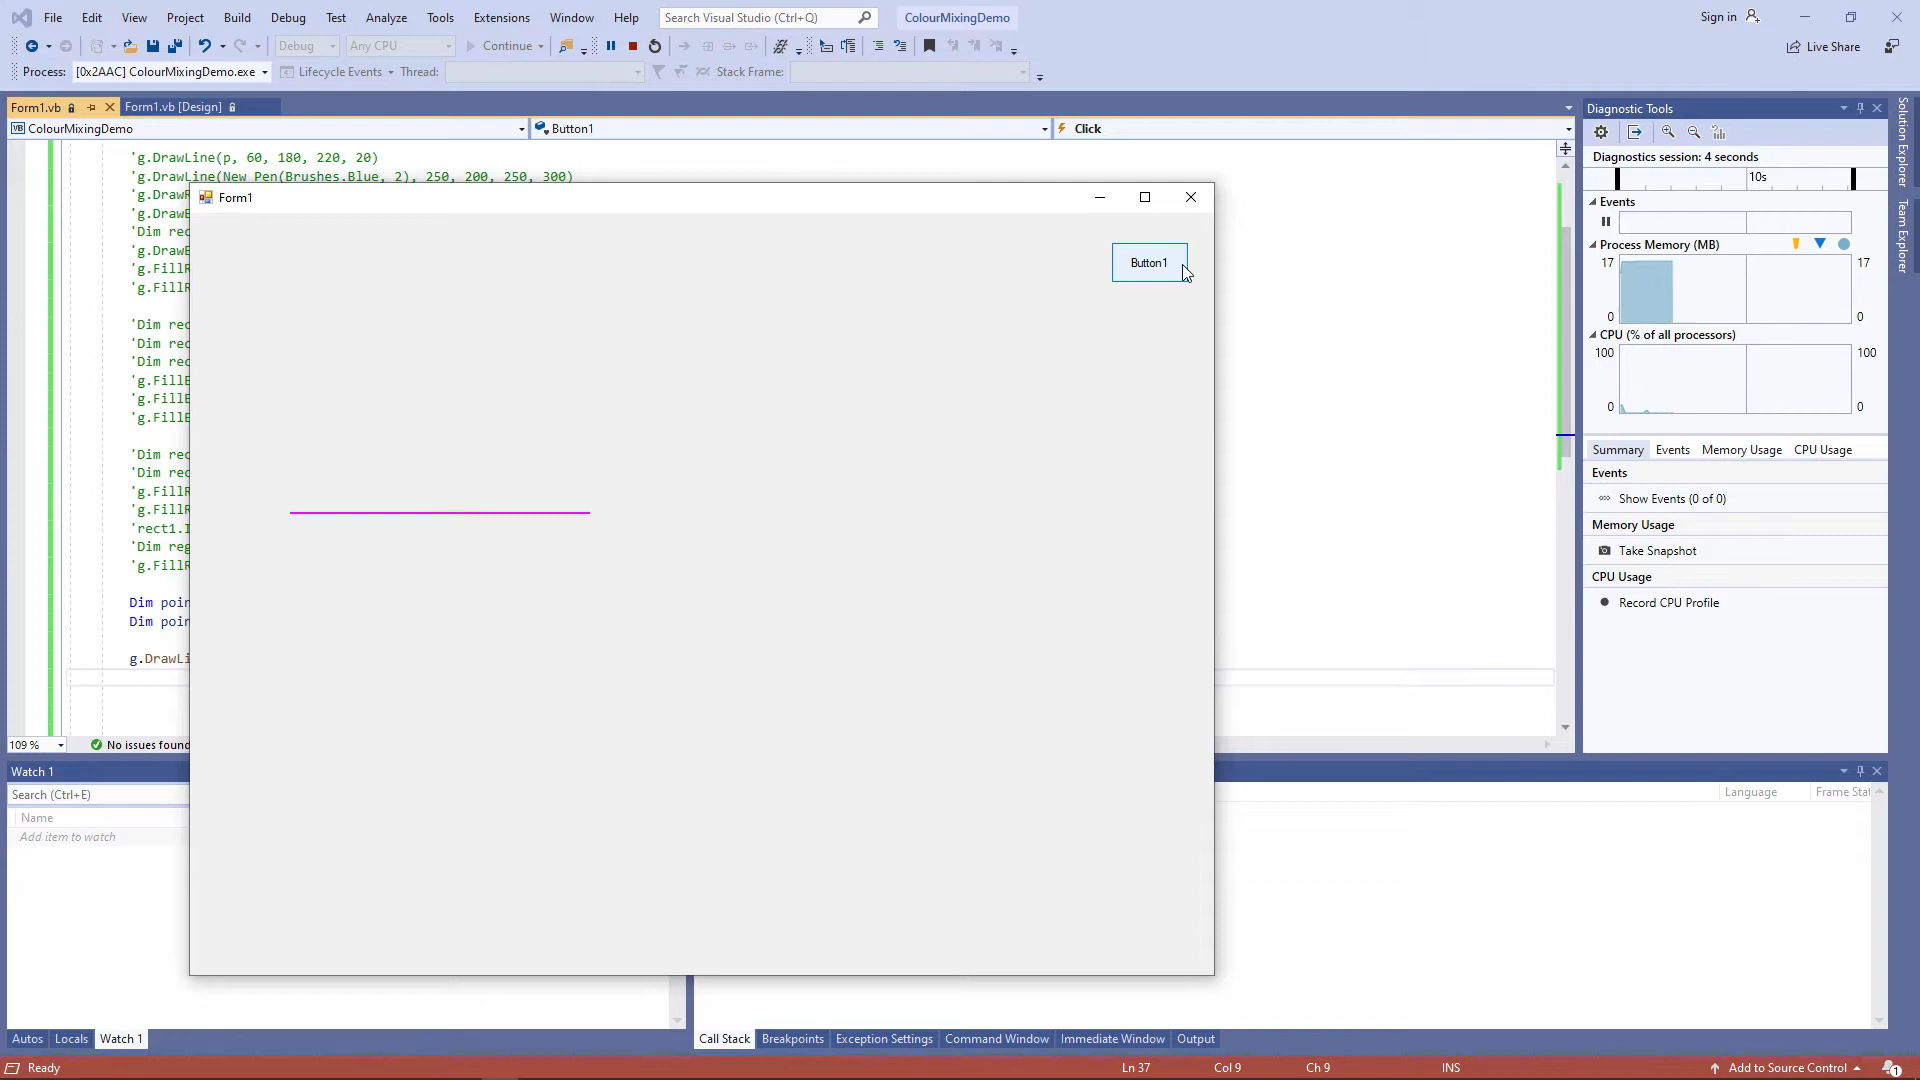 File Edit View Project Build Debug Test Analyze Tools Extensions Window Help Search Visual Studio (Ctrl+Q) ColourMixingDemo Sign in
Debug Any CPU Continue Live Share
Process: [0x2AAC] ColourMixingDemo.exe Lifecycle Events Thread: Stack Frame:
Form1.vb Form1.vb [Design]
VB ColourMixingDemo Button1 Click
'g.DrawLine(p, 60, 180, 220, 20)
'g.DrawLine(New Pen(Brushes.Blue, 2), 250, 200, 250, 300)
'g.DrawR
'g.DrawE
'Dim rec
'g.DrawE
'g.FillR
'g.FillR
'Dim rec
'Dim rec
'Dim rec
'g.FillE
'g.FillE
'g.FillE
'Dim rec
'Dim rec
'g.FillR
'g.FillR
'rect1.I
'Dim reg
'g.FillR
Dim poin
Dim poin
g.DrawLi
109 % No issues found
Form1
Button1
Diagnostic Tools
Diagnostics session: 4 seconds
10s
Events
Process Memory (MB)
17 17
0 0
CPU (% of all processors)
100 100
0 0
Summary Events Memory Usage CPU Usage
Events
Show Events (0 of 0)
Memory Usage
Take Snapshot
CPU Usage
Record CPU Profile
Solution Explorer
Team Explorer
Watch 1
Search (Ctrl+E)
Name
Add item to watch
Language Frame Stat
Autos Locals Watch 1
Call Stack Breakpoints Exception Settings Command Window Immediate Window Output
Ready Ln 37 Col 9 Ch 9 INS Add to Source Control 1